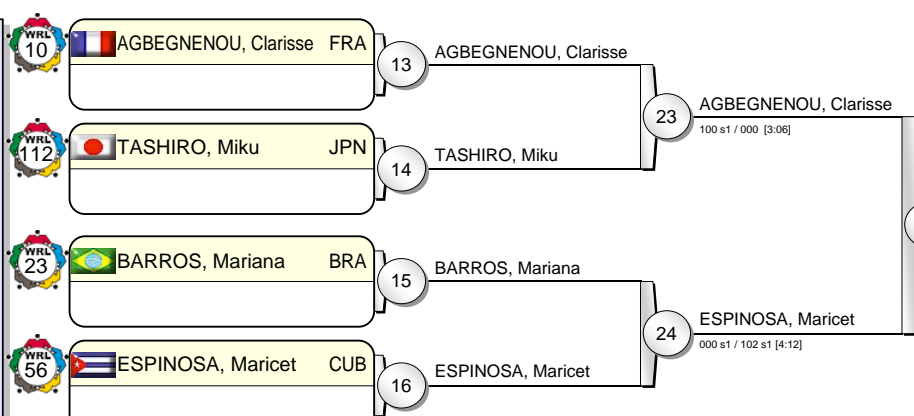 WRL
10
AGBEGNENOU, Clarisse FRA
13
AGBEGNENOU, Clarisse
23
AGBEGNENOU, Clarisse
100 s1 / 000 [3:06]
WRL
112
TASHIRO, Miku JPN
14
TASHIRO, Miku
WRL
23
BARROS, Mariana BRA
15
BARROS, Mariana
24
ESPINOSA, Maricet
000 s1 / 102 s1 [4:12]
WRL
56
ESPINOSA, Maricet CUB
16
ESPINOSA, Maricet